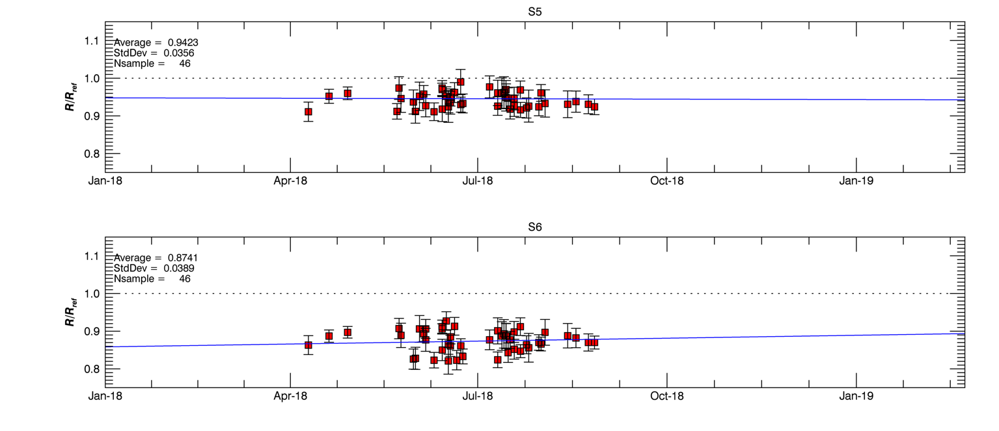 S5
1.1
Average = 0.9423
StdDev = 0.0356
Nsample = 46
1.0
R/Rref
0.9
0.8
Jan-18 Apr-18 Jul-18 Oct-18 Jan-19
S6
1.1
Average = 0.8741
StdDev = 0.0389
Nsample = 46
1.0
R/Rref
0.9
0.8
Jan-18 Apr-18 Jul-18 Oct-18 Jan-19